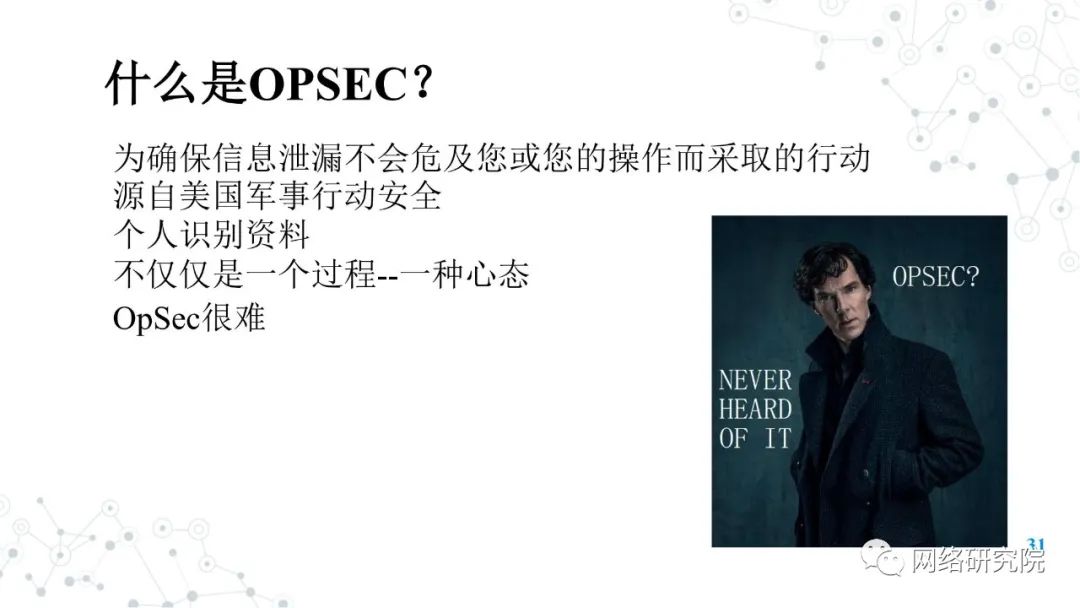 什么是OPSEC？
为确保信息泄漏不会危及您或您的操作而采取的行动
源自美国军事行动安全
个人识别资料
不仅仅是一个过程--一种心态
OpSec很难
OPSEC?
NEVER
HEARD
OF IT
31
网络研究院